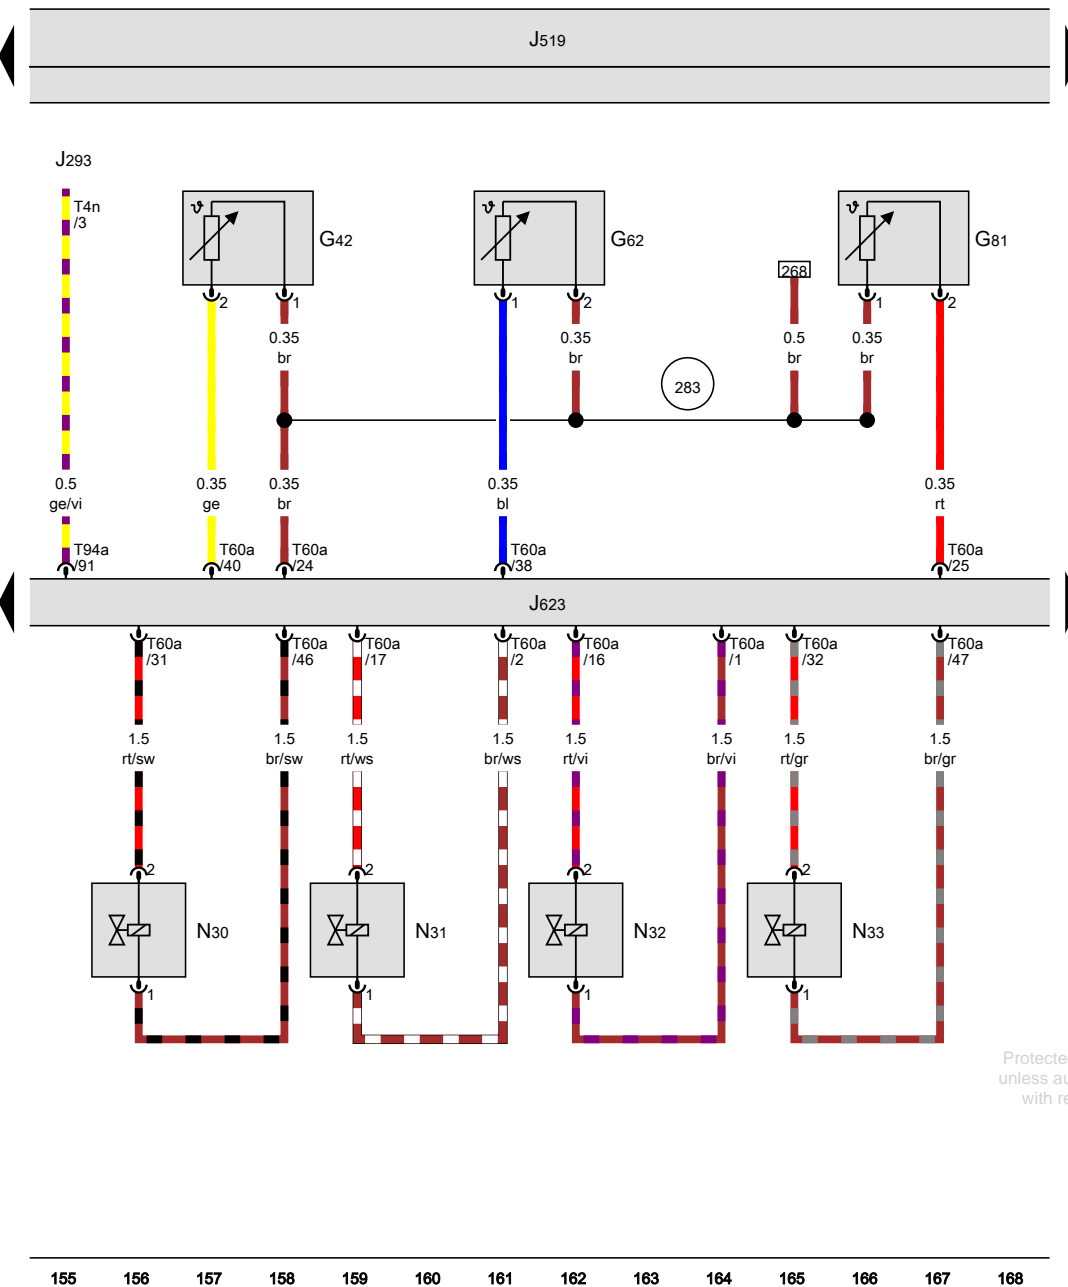 J519
J293
T4n
/3
G42
G62
G81
268
2
1
1
2
1
2
0.35
br
0.35
br
0.5
br
0.35
br
283
0.5
ge/vi
0.35
ge
0.35
br
0.35
bl
0.35
rt
T94a
/91
T60a
/40
T60a
/24
T60a
/38
T60a
/25
J623
T60a
/31
T60a
/46
T60a
/17
T60a
/2
T60a
/16
T60a
/1
T60a
/32
T60a
/47
1.5
rt/sw
1.5
br/sw
1.5
rt/ws
1.5
br/ws
1.5
rt/vi
1.5
br/vi
1.5
rt/gr
1.5
br/gr
2
2
2
2
N30
N31
N32
N33
1
1
1
1
Protecte
unless au
with re
155 156 157 158 159 160 161 162 163 164 165 166 167 168